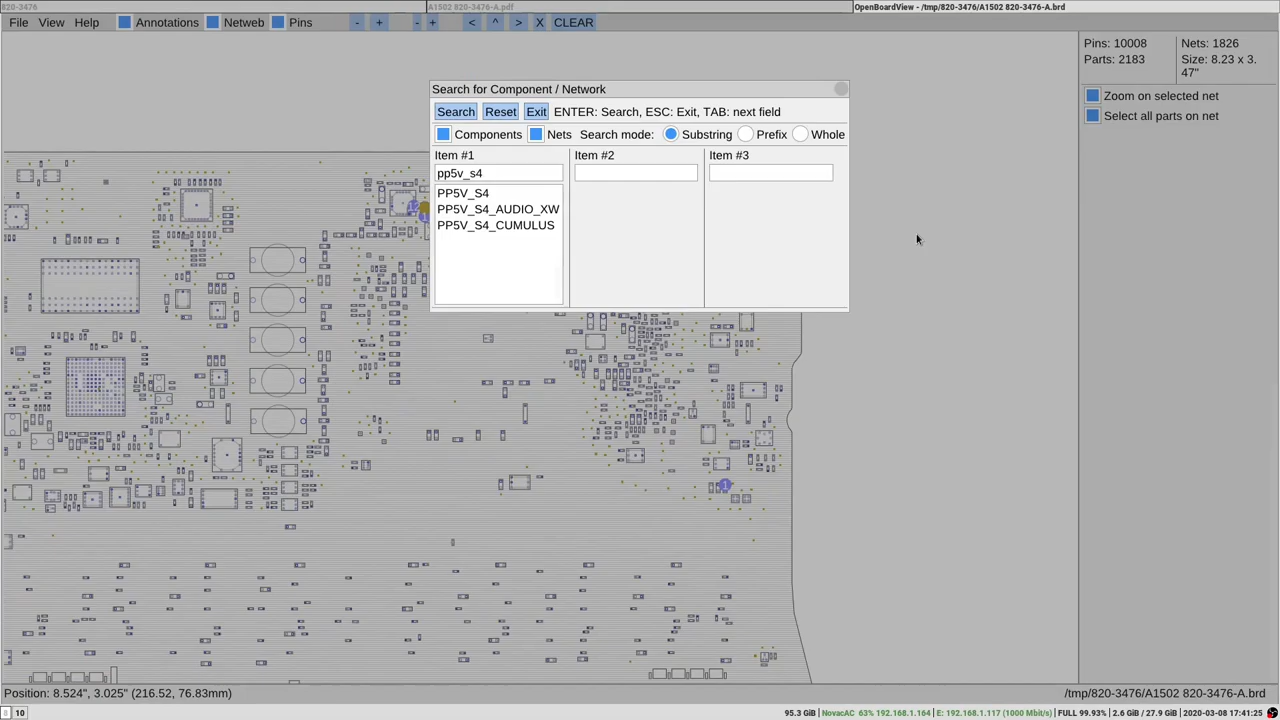 820-3476
A1502 820-3476-A.pdf
OpenBoardView - /tmp/820-3476/A1502 820-3476-A.brd
File View Help Annotations Netweb Pins - + - + < ^ > X CLEAR
Pins: 10008 Nets: 1826
Parts: 2183 Size: 8.23 x 3.
47"
Zoom on selected net
Select all parts on net
Search for Component / Network
Search Reset Exit ENTER: Search, ESC: Exit, TAB: next field
Components Nets Search mode: Substring Prefix Whole
Item #1 Item #2 Item #3
pp5v_s4
PP5V_S4
PP5V_S4_AUDIO_XW
PP5V_S4_CUMULUS
12
1
1
Position: 8.524", 3.025" (216.52, 76.83mm)
/tmp/820-3476/A1502 820-3476-A.brd
8 10
95.3 GiB | NovacAC 63% 192.168.1.164 | E: 192.168.1.117 (1000 Mbit/s) | FULL 99.93% | 2.6 GiB / 27.9 GiB | 2020-03-08 17:41:25